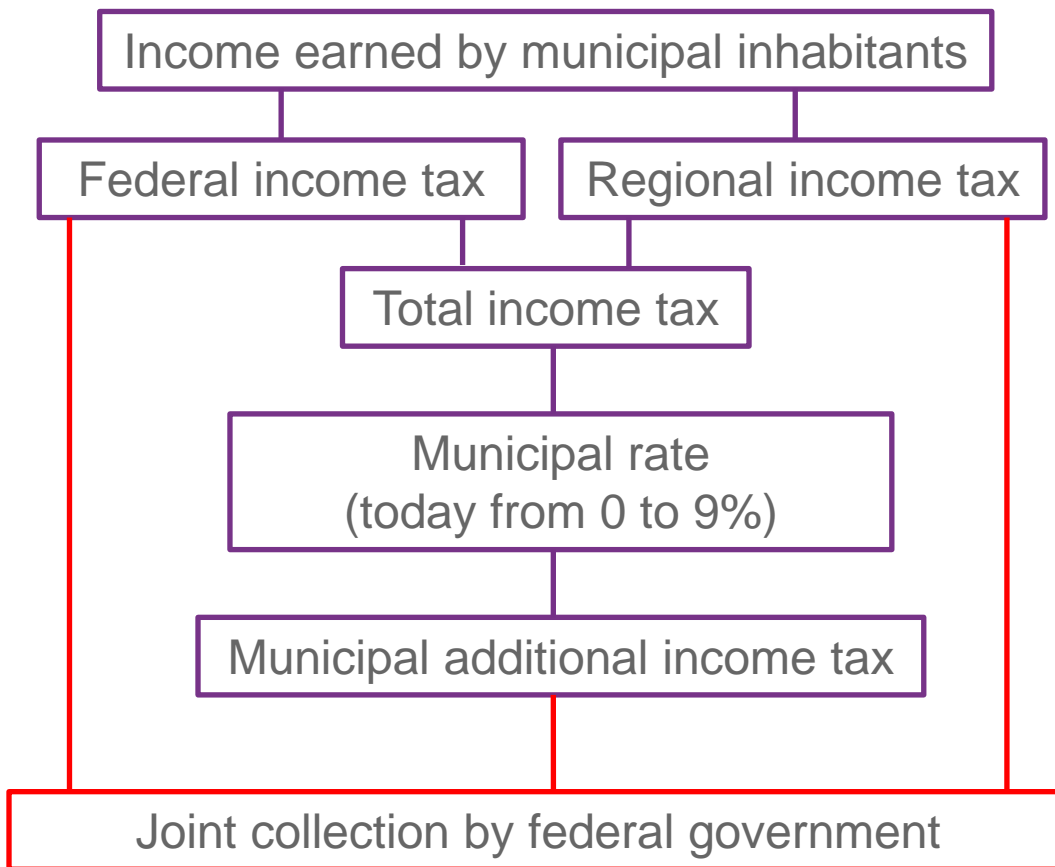 Income earned by municipal inhabitants
Federal income tax
Regional income tax
Total income tax
Municipal rate
(today from 0 to 9%)
Municipal additional income tax
Joint collection by federal government